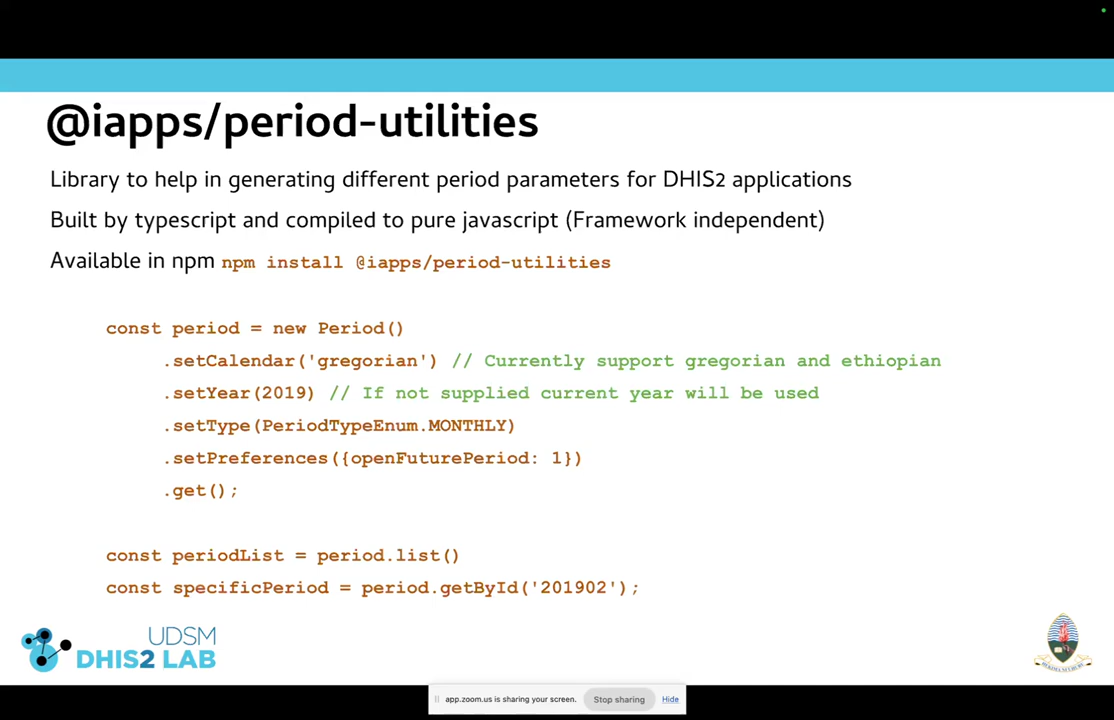 @iapps/period-utilities
Library to help in generating different period parameters for DHIS2 applications
Built by typescript and compiled to pure javascript (Framework independent)
Available in npm npm install @iapps/period-utilities
const period = new Period()
.setCalendar('gregorian') // Currently support gregorian and ethiopian
.setYear(2019) // If not supplied current year will be used
.setType(PeriodTypeEnum.MONTHLY)
.setPreferences({openFuturePeriod: 1})
.get();
const periodList = period.list()
const specificPeriod = period.getById('201902');
UDSM
DHIS2 LAB
app.zoom.us is sharing your screen. Stop sharing Hide